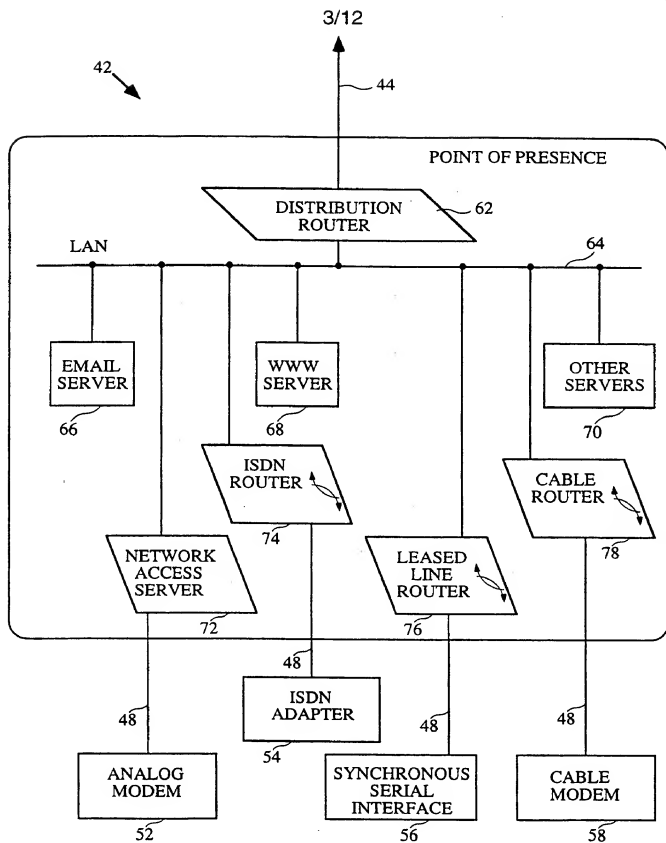 3/12
42
44
POINT OF PRESENCE
DISTRIBUTION
ROUTER
62
LAN
64
EMAIL
SERVER
66
WWW
SERVER
68
OTHER
SERVERS
70
ISDN
ROUTER
74
CABLE
ROUTER
78
NETWORK
ACCESS
SERVER
72
LEASED
LINE
ROUTER
76
48
48
48
48
ISDN
ADAPTER
54
ANALOG
MODEM
52
SYNCHRONOUS
SERIAL
INTERFACE
56
CABLE
MODEM
58